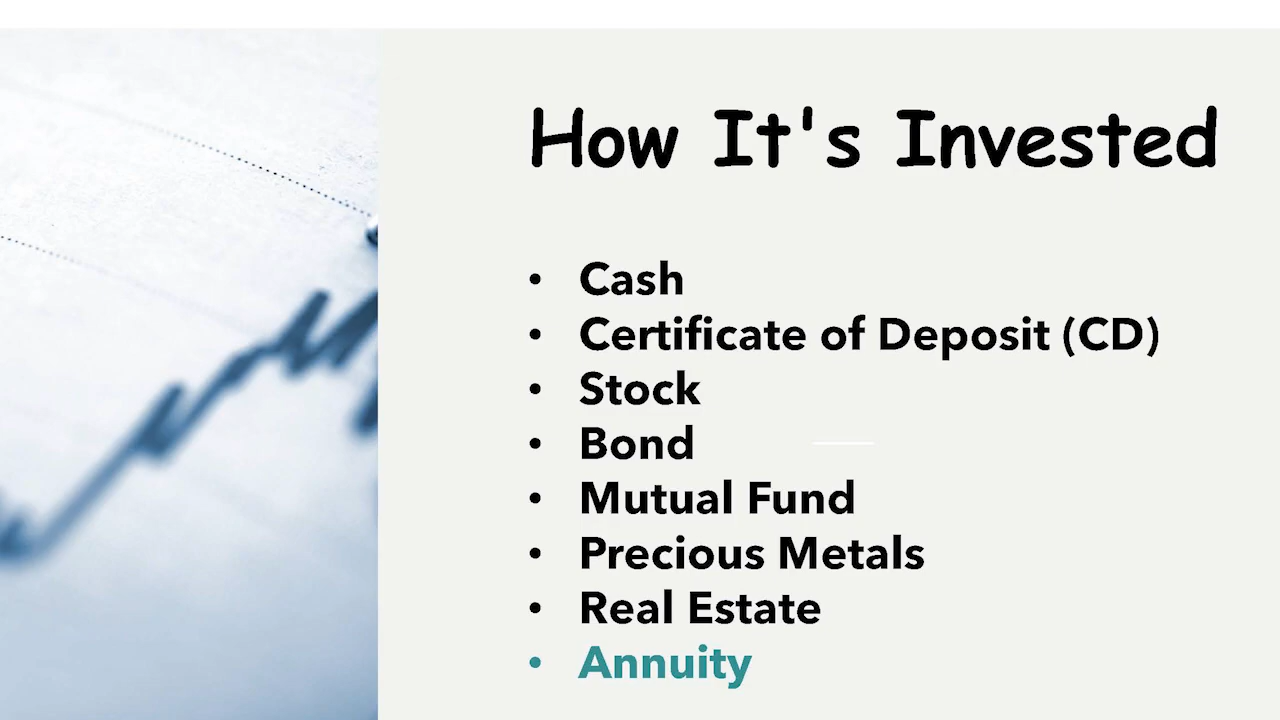 How It's Invested
• Cash
• Certificate of Deposit (CD)
• Stock
• Bond
• Mutual Fund
• Precious Metals
• Real Estate
• Annuity